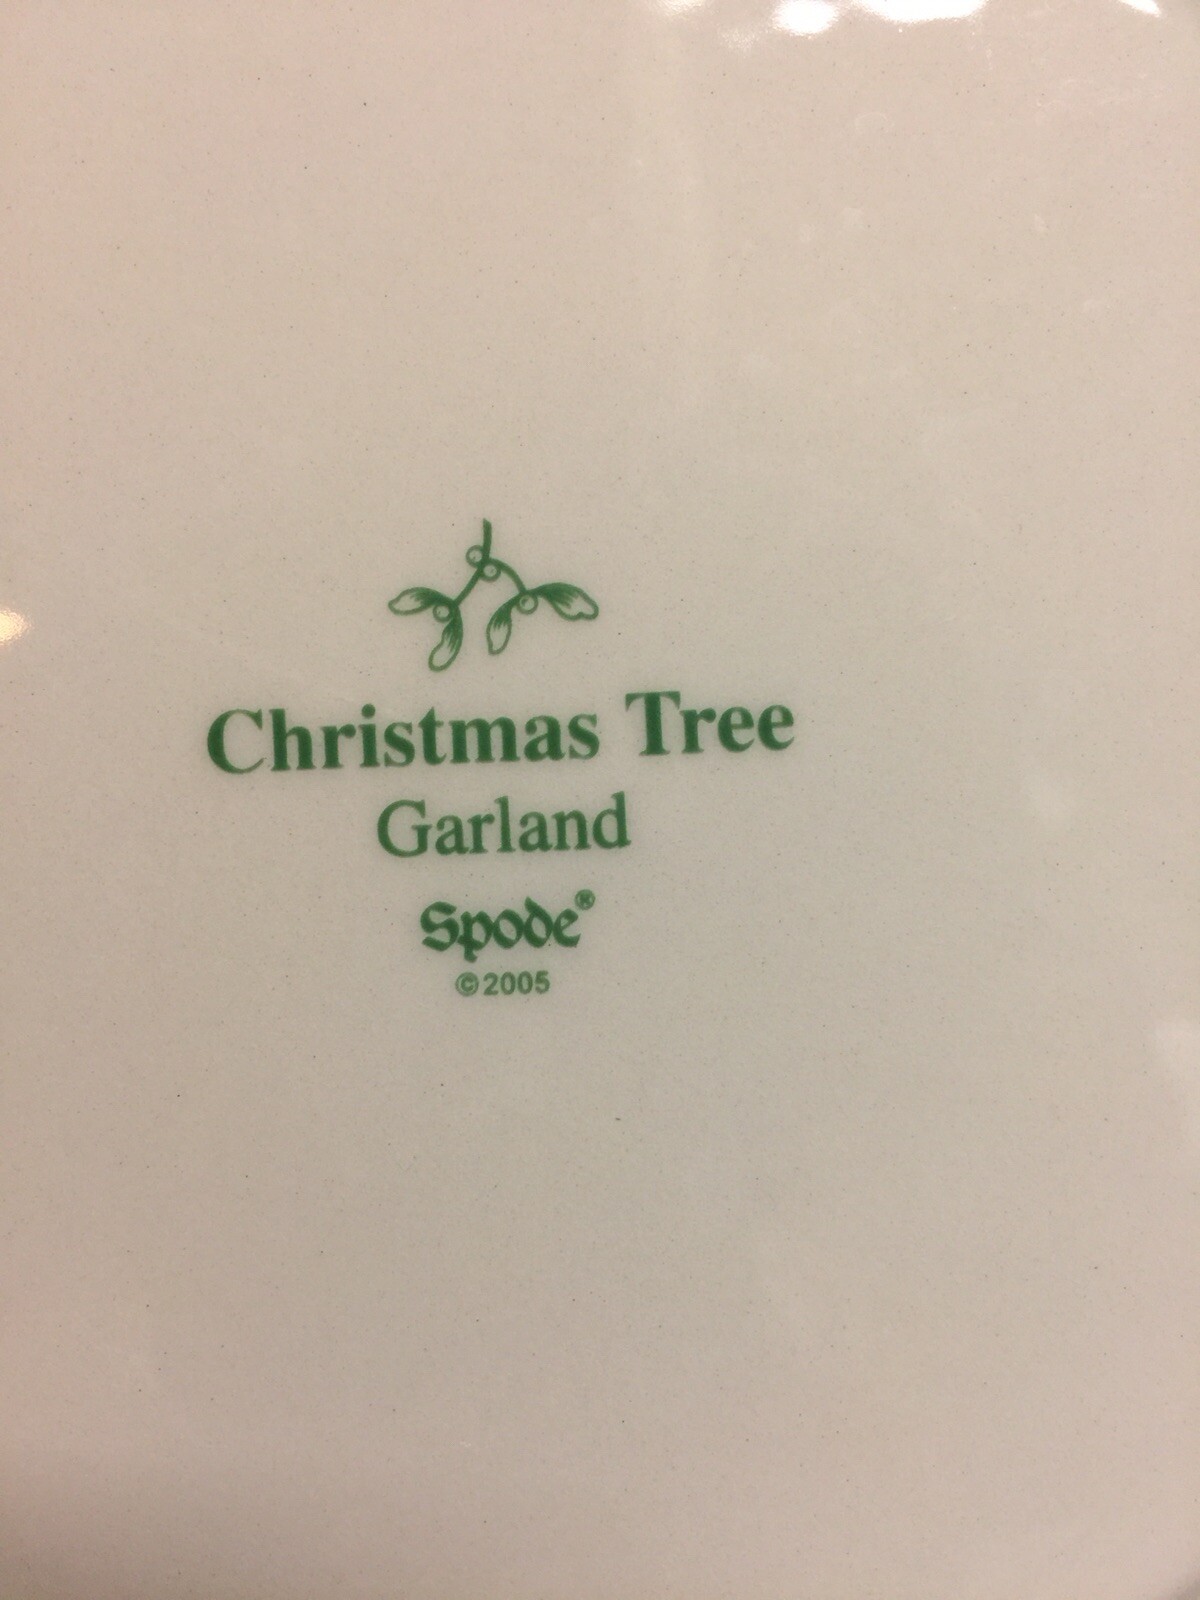 Christmas Tree
Garland
Spode®
©2005